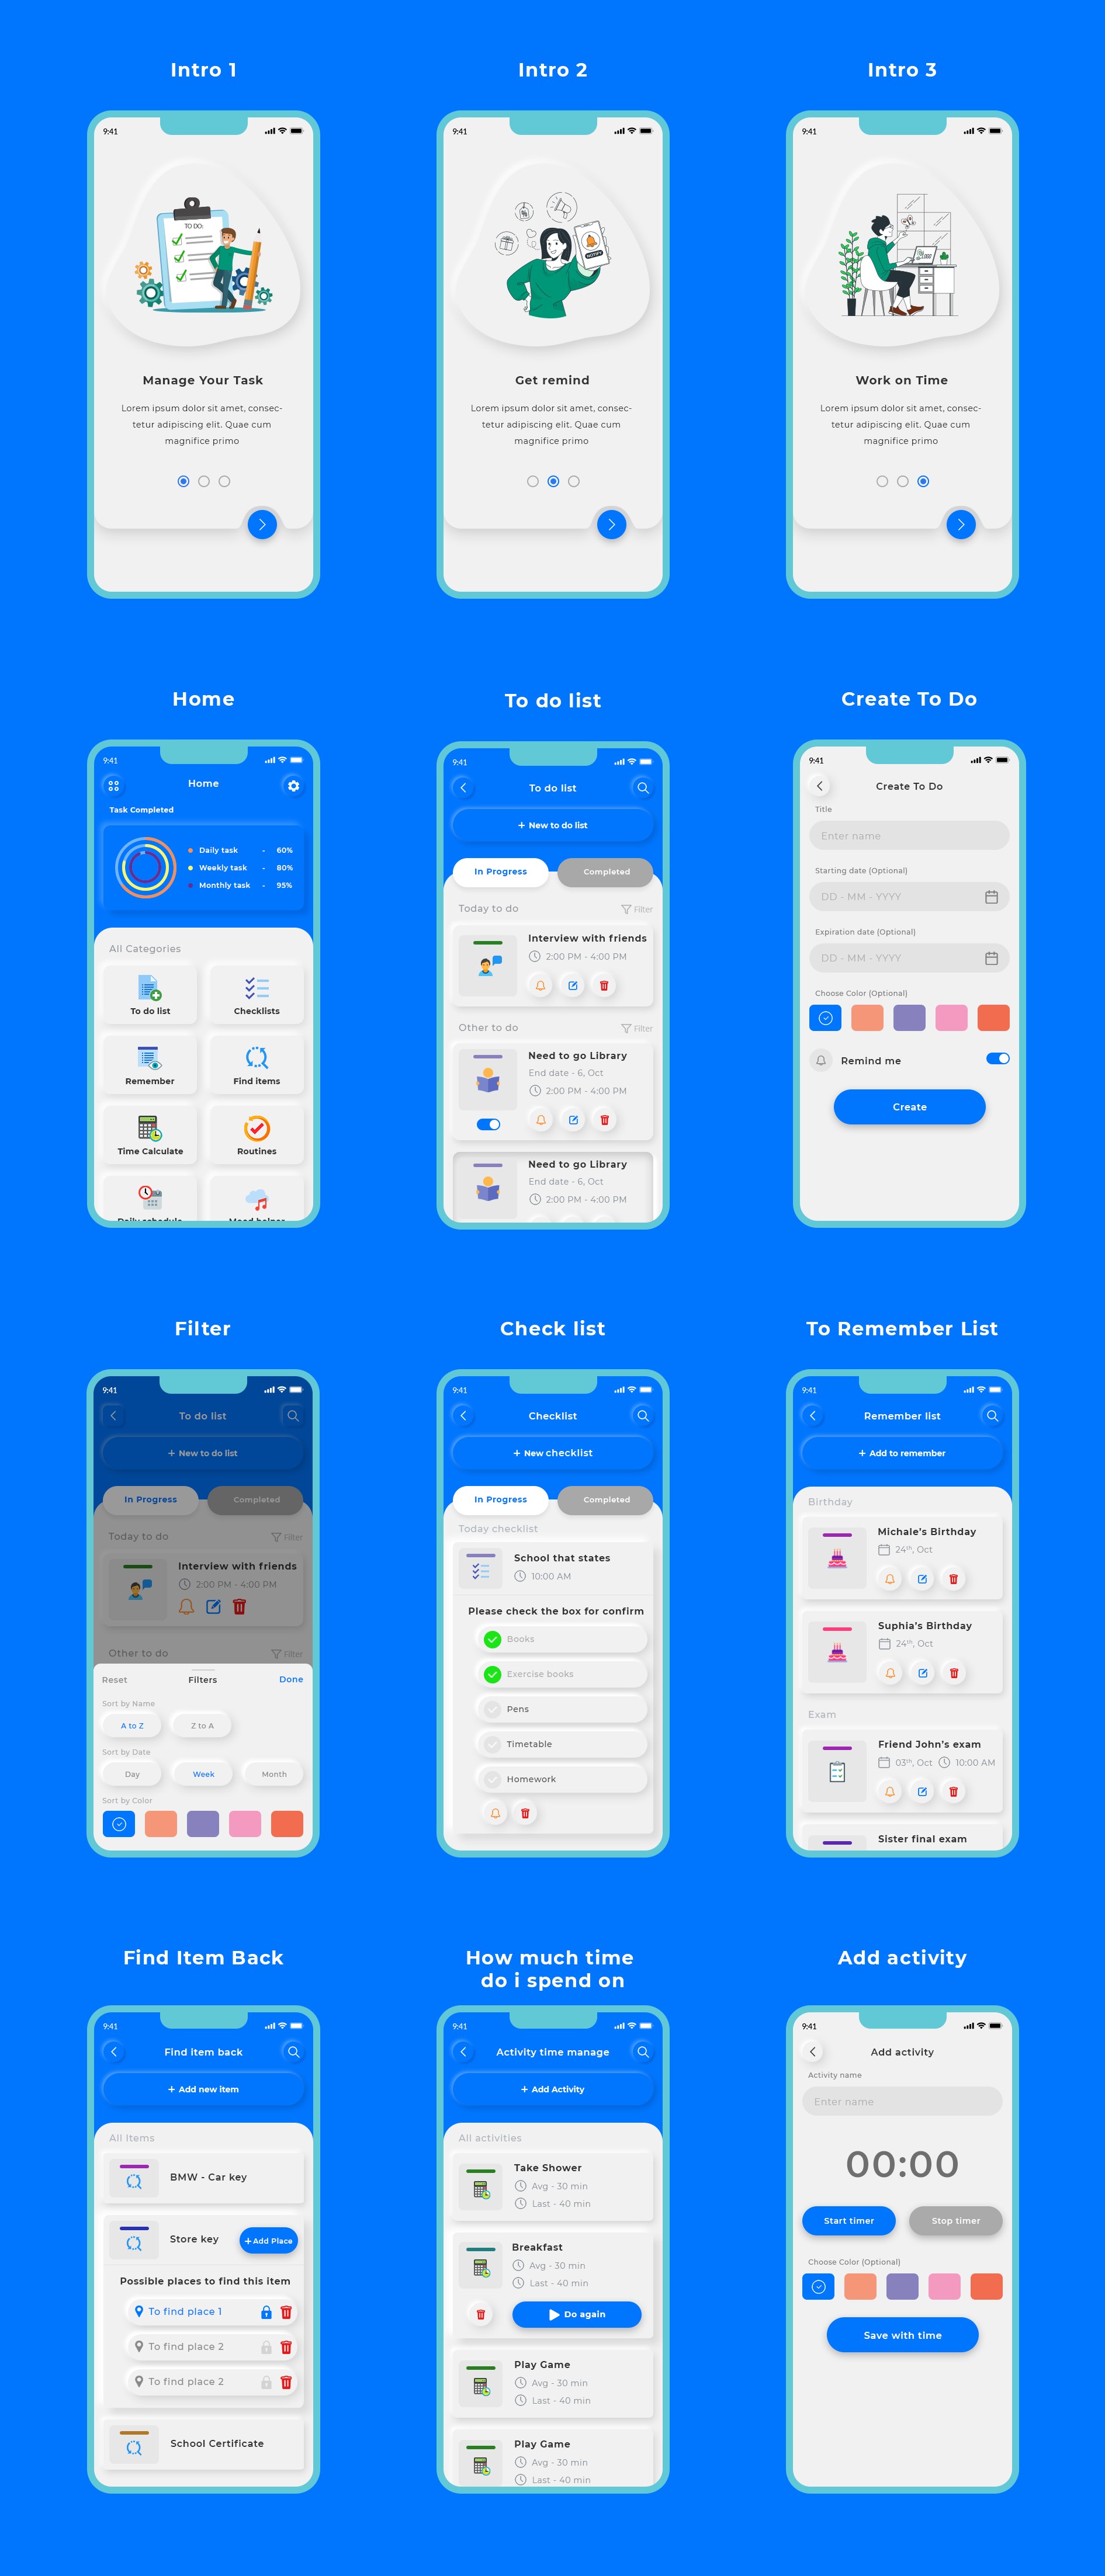 Intro 1
Intro 2
Intro 3
9:41
TO DO:
Manage Your Task
Lorem ipsum dolor sit amet, consec-
tetur adipiscing elit. Quae cum
magnifice primo
9:41
Get remind
Lorem ipsum dolor sit amet, consec-
tetur adipiscing elit. Quae cum
magnifice primo
9:41
Work on Time
Lorem ipsum dolor sit amet, consec-
tetur adipiscing elit. Quae cum
magnifice primo
Home
To do list
Create To Do
9:41
Home
Task Completed
Daily task - 60%
Weekly task - 80%
Monthly task - 95%
All Categories
To do list
Checklists
Remember
Find items
Time Calculate
Routines
Daily schedule
Mood helper
9:41
To do list
+ New to do list
In Progress
Completed
Today to do
Filter
Interview with friends
2:00 PM - 4:00 PM
Other to do
Filter
Need to go Library
End date - 6, Oct
2:00 PM - 4:00 PM
Need to go Library
End date - 6, Oct
2:00 PM - 4:00 PM
9:41
Create To Do
Title
Enter name
Starting date (Optional)
DD - MM - YYYY
Expiration date (Optional)
DD - MM - YYYY
Choose Color (Optional)
Remind me
Create
Filter
Check list
To Remember List
9:41
To do list
+ New to do list
In Progress
Completed
Today to do
Filter
Interview with friends
2:00 PM - 4:00 PM
Other to do
Filter
Reset
Filters
Done
Sort by Name
A to Z
Z to A
Sort by Date
Day
Week
Month
Sort by Color
9:41
Checklist
+ New checklist
In Progress
Completed
Today checklist
School that states
10:00 AM
Please check the box for confirm
Books
Exercise books
Pens
Timetable
Homework
9:41
Remember list
+ Add to remember
Birthday
Michale's Birthday
24th, Oct
Suphia's Birthday
24th, Oct
Exam
Friend John's exam
03th, Oct 10:00 AM
Sister final exam
Find Item Back
How much time
do i spend on
Add activity
9:41
Find item back
+ Add new item
All Items
BMW - Car key
Store key
+ Add Place
Possible places to find this item
To find place 1
To find place 2
To find place 2
School Certificate
9:41
Activity time manage
+ Add Activity
All activities
Take Shower
Avg - 30 min
Last - 40 min
Breakfast
Avg - 30 min
Last - 40 min
Do again
Play Game
Avg - 30 min
Last - 40 min
Play Game
Avg - 30 min
Last - 40 min
9:41
Add activity
Activity name
Enter name
00:00
Start timer
Stop timer
Choose Color (Optional)
Save with time